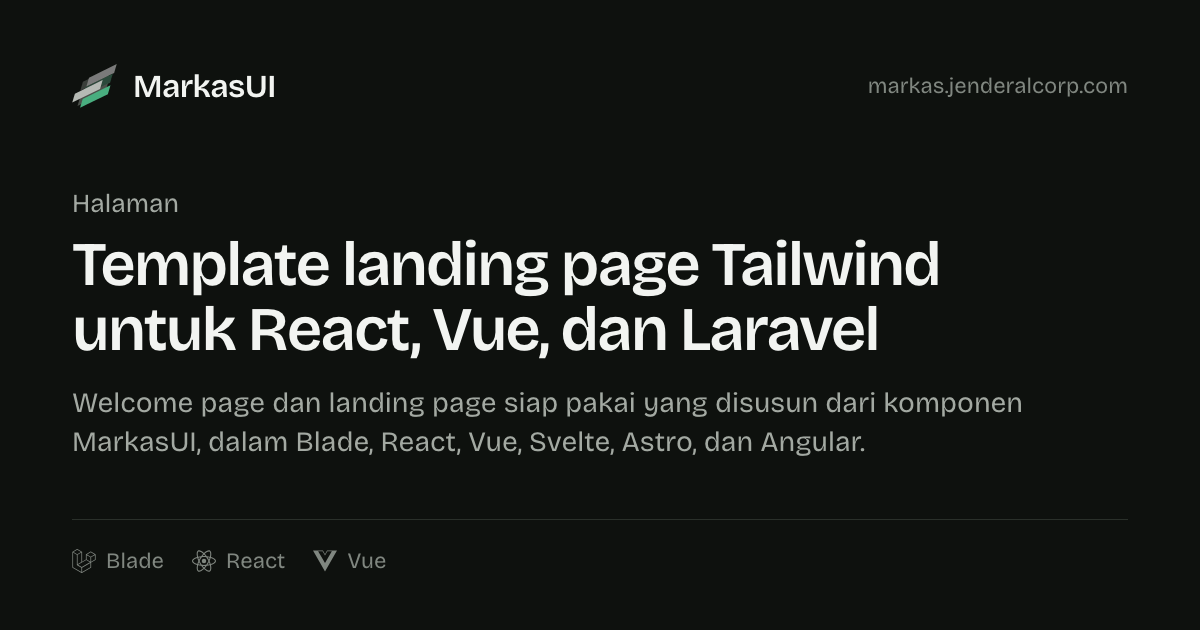 MarkasUI
markas.jenderalcorp.com
Halaman
Template landing page Tailwind
untuk React, Vue, dan Laravel
Welcome page dan landing page siap pakai yang disusun dari komponen
MarkasUI, dalam Blade, React, Vue, Svelte, Astro, dan Angular.
Blade React Vue